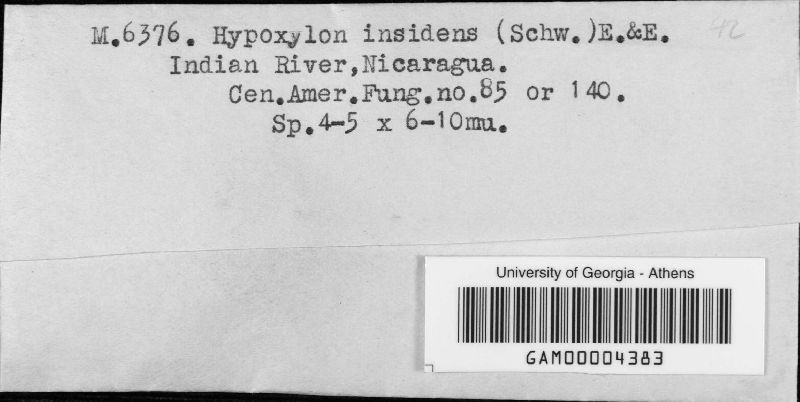 M.6376. Hypoxylon insidens (Schw.)E.&E.
42
Indian River,Nicaragua.
Cen.Amer.Fung.no.85 or 140.
Sp.4-5 x 6-10mu.
University of Georgia - Athens
GAM00004383